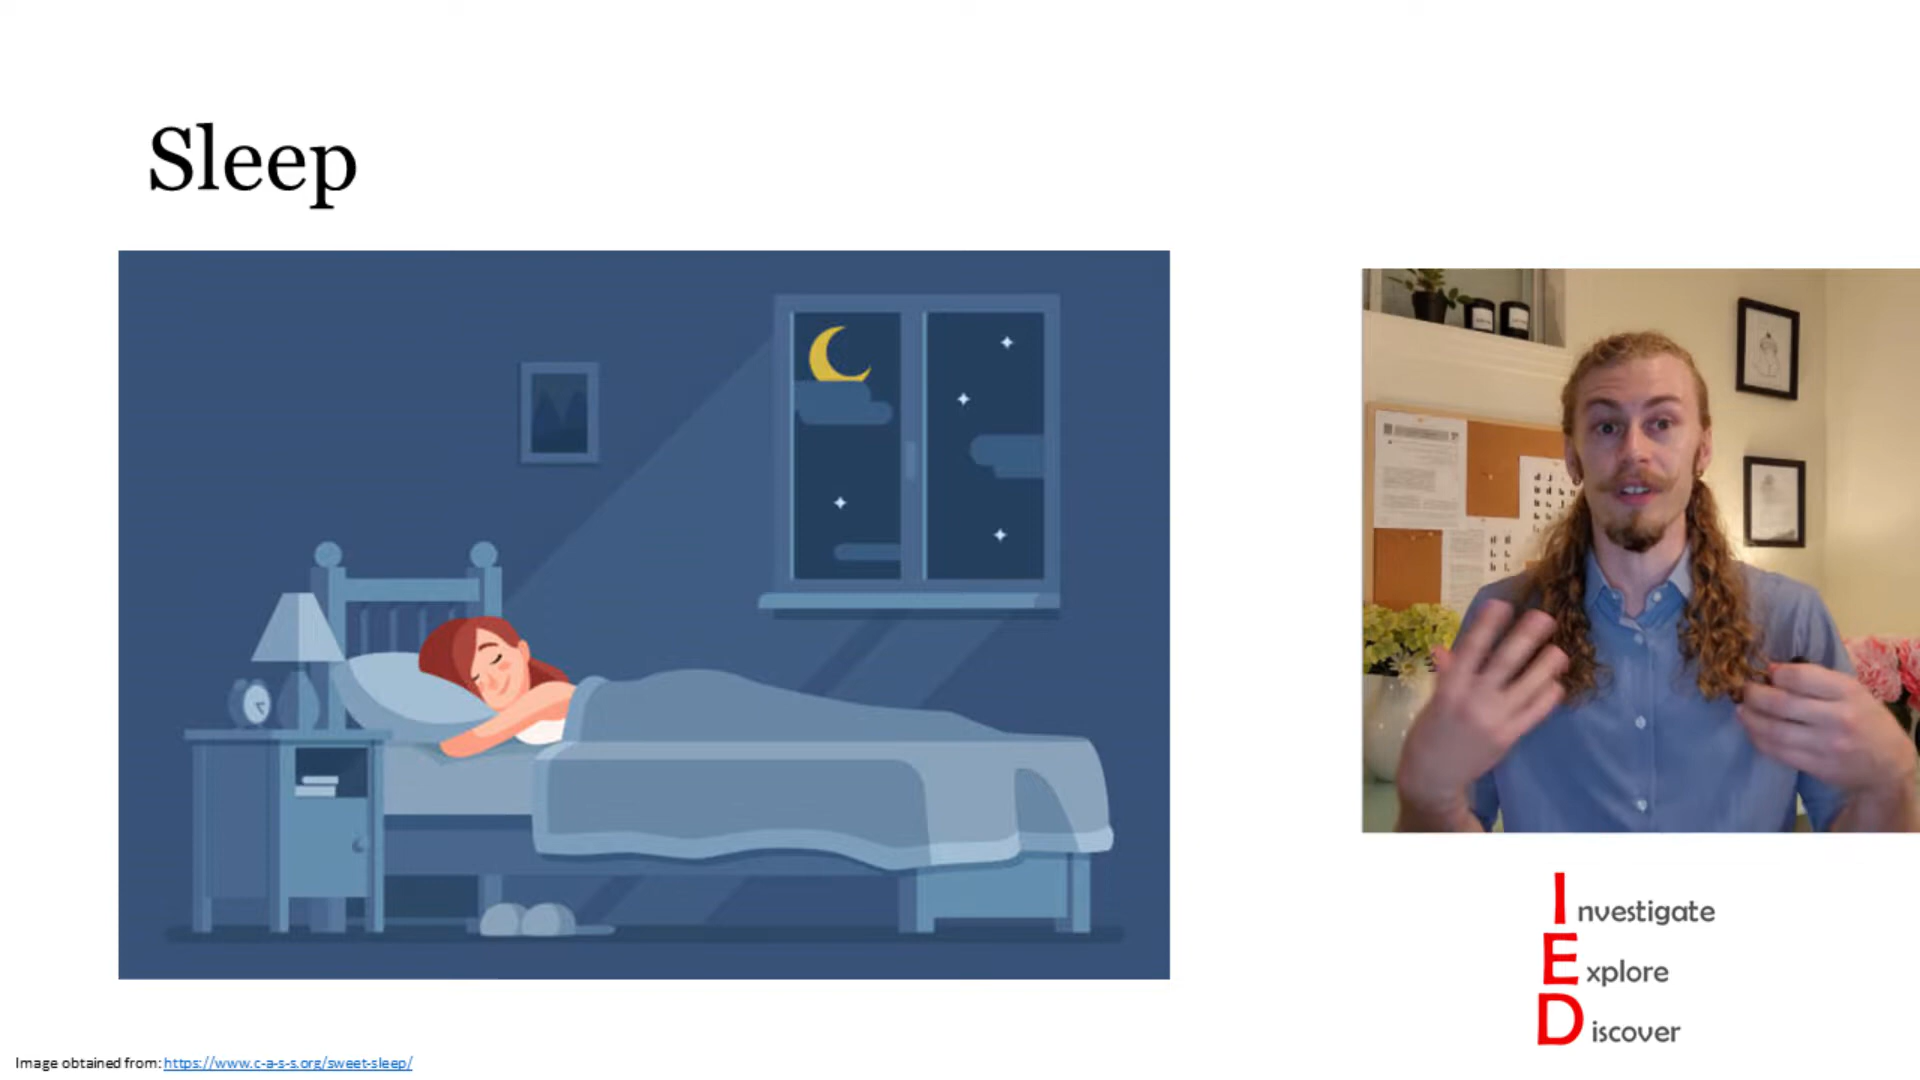 Sleep
Investigate
Explore
Discover
Image obtained from: https://www.c-a-s-s.org/sweet-sleep/